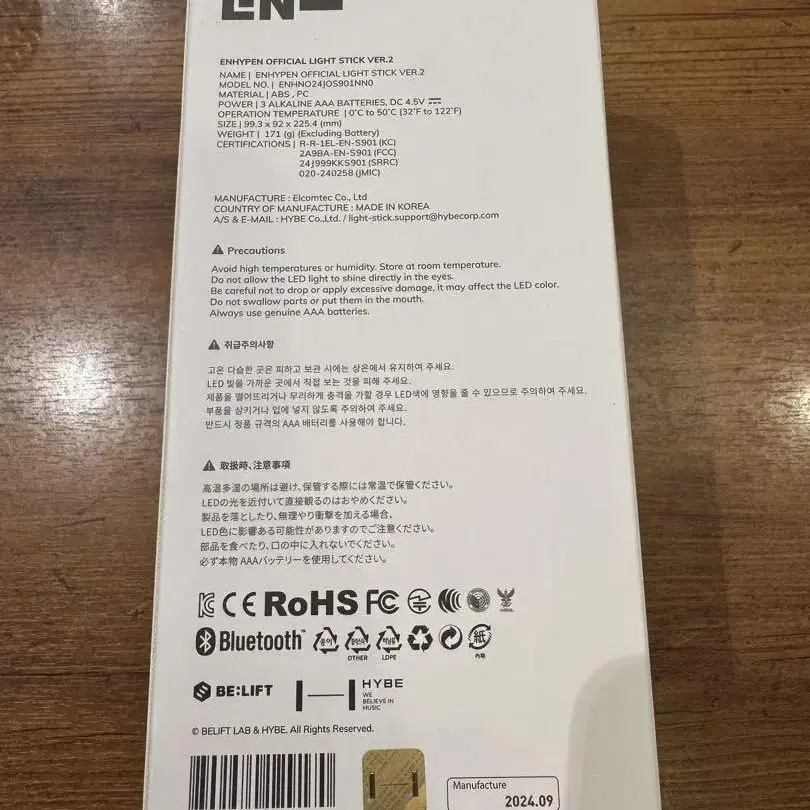 EN
ENHYPEN OFFICIAL LIGHT STICK VER.2
NAME | ENHYPEN OFFICIAL LIGHT STICK VER.2
MODEL NO. | ENHNO24JOS901NN0
MATERIAL | ABS , PC
POWER | 3 ALKALINE AAA BATTERIES, DC 4.5V
OPERATION TEMPERATURE | 0˚C to 50˚C (32˚F to 122˚F)
SIZE | 99.3 x 92 x 225.4 (mm)
WEIGHT | 171 (g) (Excluding Battery)
CERTIFICATIONS | R-R-1EL-EN-S901 (KC)
2A9BA-EN-S901 (FCC)
24J999KKS901 (SRRC)
020-240258 (JMIC)
MANUFACTURE : Elcomtec Co., Ltd
COUNTRY OF MANUFACTURE : MADE IN KOREA
A/S & E-MAIL : HYBE Co.,Ltd. / light-stick.support@hybecorp.com
Precautions
Avoid high temperatures or humidity. Store at room temperature.
Do not allow the LED light to shine directly in the eyes.
Be careful not to drop or apply excessive damage, it may affect the LED color.
Do not swallow parts or put them in the mouth.
Always use genuine AAA batteries.
취급주의사항
고온 다습한 곳은 피하고 보관 시에는 상온에서 유지하여 주세요.
LED 빛을 가까운 곳에서 직접 보는 것을 피해 주세요.
제품을 떨어뜨리거나 무리하게 충격을 가할 경우 LED색에 영향을 줄 수 있으므로 주의하여 주세요.
부품을 삼키거나 입에 넣지 않도록 주의하여 주세요.
반드시 정품 규격의 AAA 배터리를 사용해야 합니다.
取扱時、注意事項
高温多湿の場所は避け、保管する際には常温で保管ください。
LEDの光を近付いて直接観るのはおやめください。
製品を落としたり、無理やり衝撃を加える場合、
LED色に影響ある可能性がありますのでご注意ください。
部品を食べたり、口の中に入れないでください。
必ず本物 AAAバッテリーを使用してください。
CE RoHS FC
Bluetooth™ 종이 紙
OTHER LDPE
BE:LIFT HYBE
WE
BELIEVE IN
MUSIC
© BELIFT LAB & HYBE. All Rights Reserved.
Manufacture
2024.09